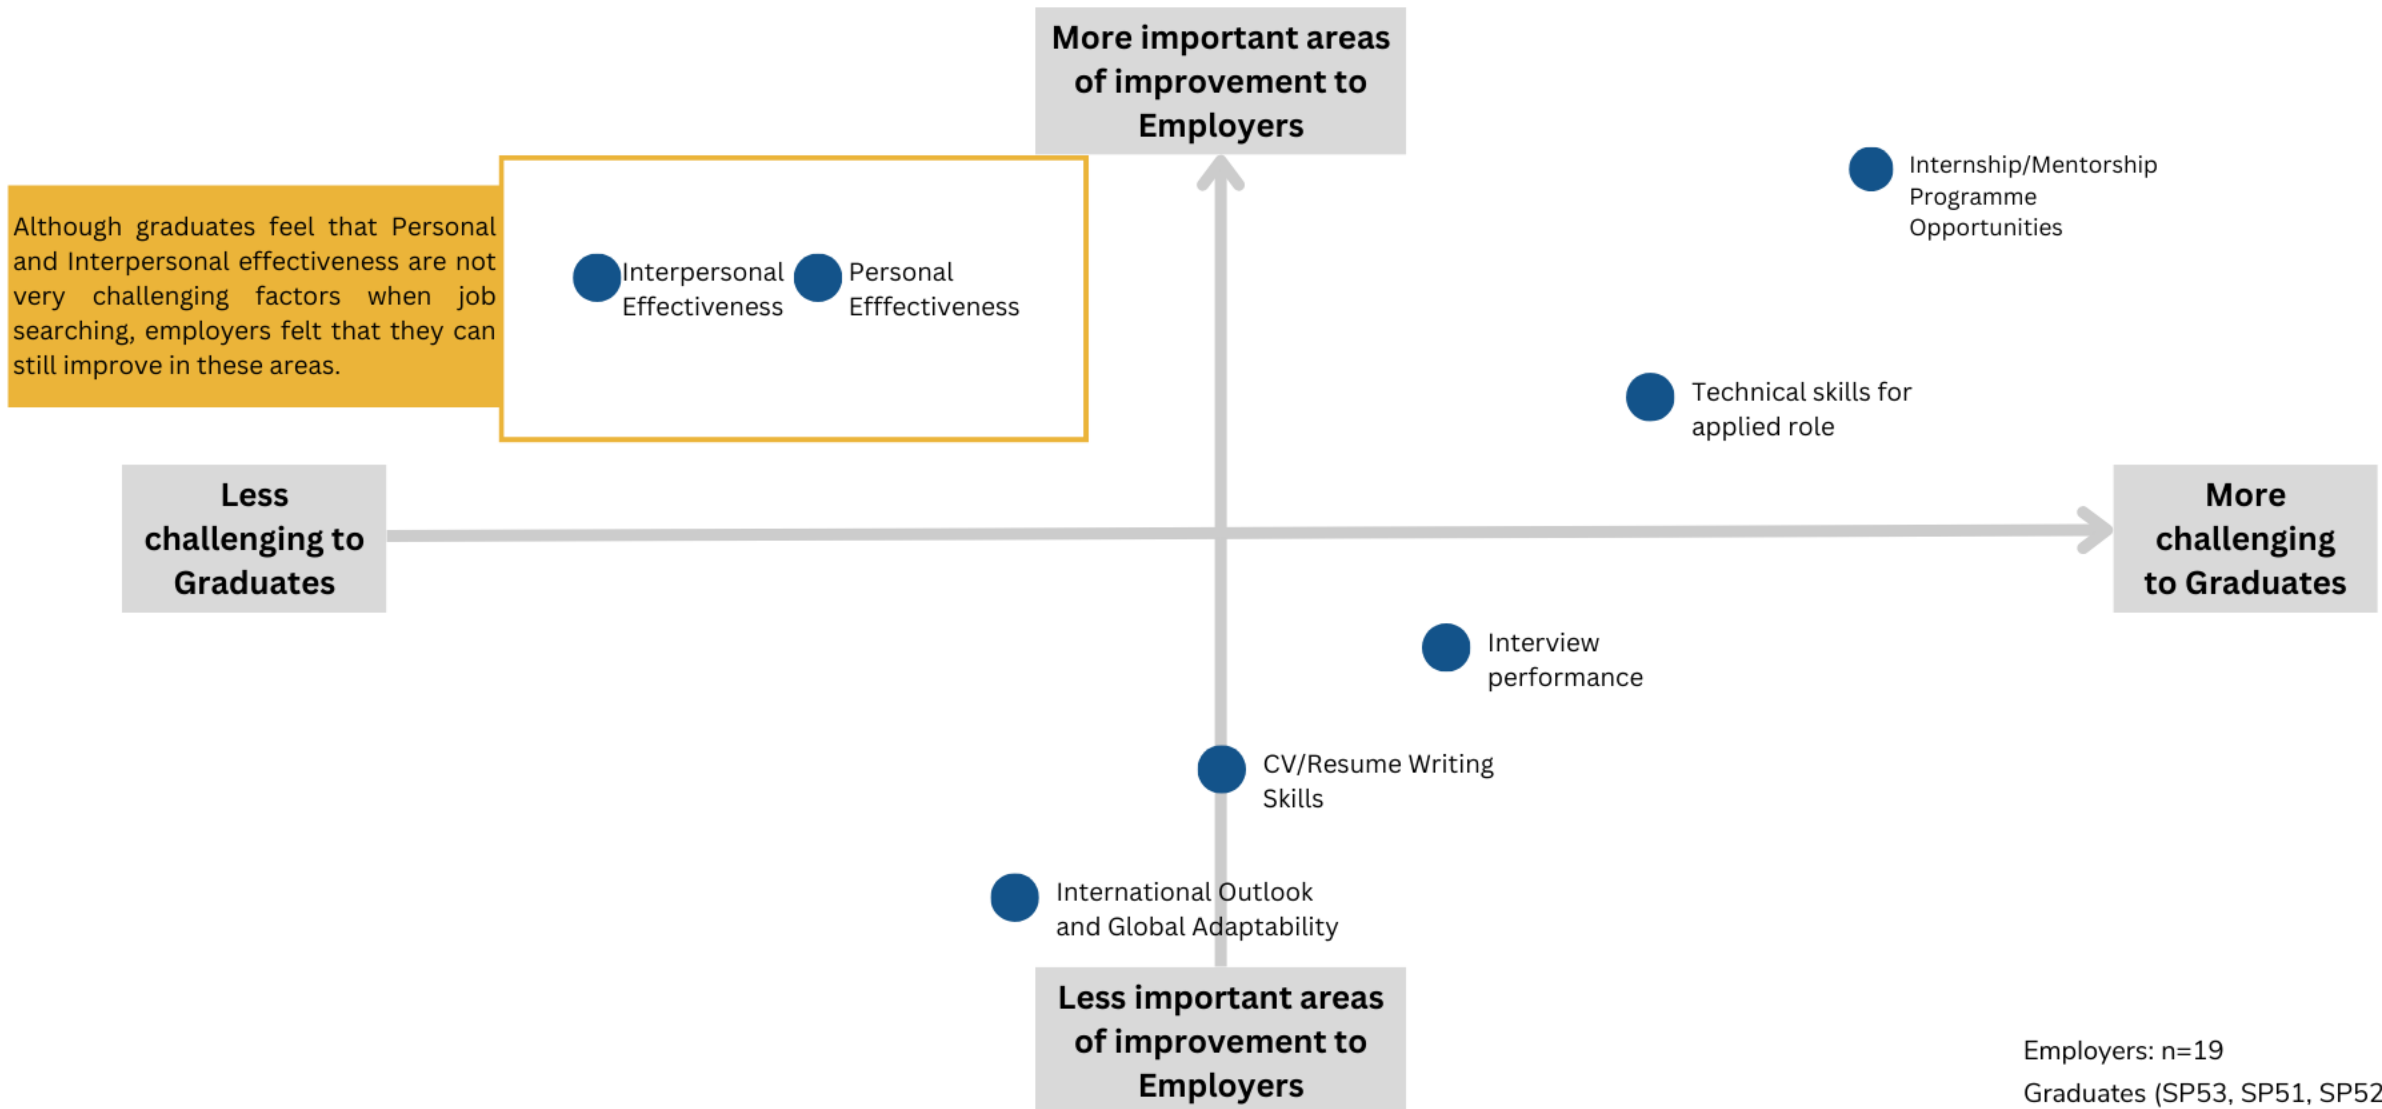 More important areas
of improvement to
Employers
Although graduates feel that Personal
and Interpersonal effectiveness are not
very challenging factors when job
searching, employers felt that they can
still improve in these areas.
Interpersonal
Effectiveness
Personal
Efffectiveness
Internship/Mentorship
Programme
Opportunities
Technical skills for
applied role
Less
challenging to
Graduates
More
challenging
to Graduates
Interview
performance
CV/Resume Writing
Skills
International Outlook
and Global Adaptability
Less important areas
of improvement to
Employers
Employers: n=19
Graduates (SP53, SP51, SP52